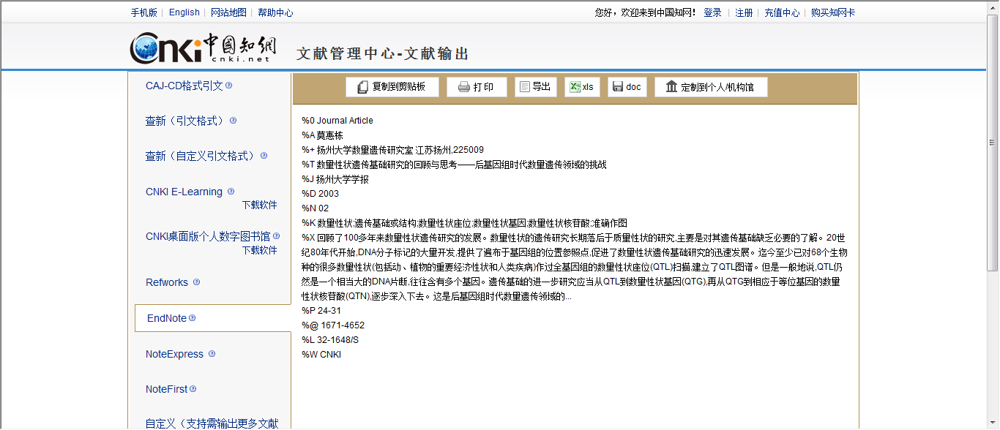 手机版 | English | 网站地图 | 帮助中心
您好，欢迎来到中国知网！ 登录 | 注册 | 充值中心 | 购买知网卡
Cnki 中國知網
cnki.net
文献管理中心-文献输出
CAJ-CD格式引文
查新（引文格式）
查新（自定义引文格式）
CNKI E-Learning
下载软件
CNKI桌面版个人数字图书馆
下载软件
Refworks
EndNote
NoteExpress
NoteFirst
自定义（支持需输出更多文献
复制到剪贴板 打印 导出 xls doc 定制到个人/机构馆
%0 Journal Article
%A 莫惠栋
%+ 扬州大学数量遗传研究室 江苏扬州,225009
%T 数量性状遗传基础研究的回顾与思考——后基因组时代数量遗传领域的挑战
%J 扬州大学学报
%D 2003
%N 02
%K 数量性状;遗传基础或结构;数量性状座位;数量性状基因;数量性状核苷酸;准确作图
%X 回顾了100多年来数量性状遗传研究的发展。数量性状的遗传研究长期落后于质量性状的研究,主要是对其遗传基础缺乏必要的了解。20世
纪80年代开始,DNA分子标记的大量开发,提供了遍布于基因组的位置参照点,促进了数量性状遗传基础研究的迅速发展。迄今至少已对68个生物
种的很多数量性状(包括动、植物的重要经济性状和人类疾病)作过全基因组的数量性状座位(QTL)扫描,建立了QTL图谱。但是一般地说,QTL仍
然是一个相当大的DNA片断,往往含有多个基因。遗传基础的进一步研究应当从QTL到数量性状基因(QTG),再从QTG到相应于等位基因的数量
性状核苷酸(QTN),逐步深入下去。这是后基因组时代数量遗传领域的...
%P 24-31
%@ 1671-4652
%L 32-1648/S
%W CNKI